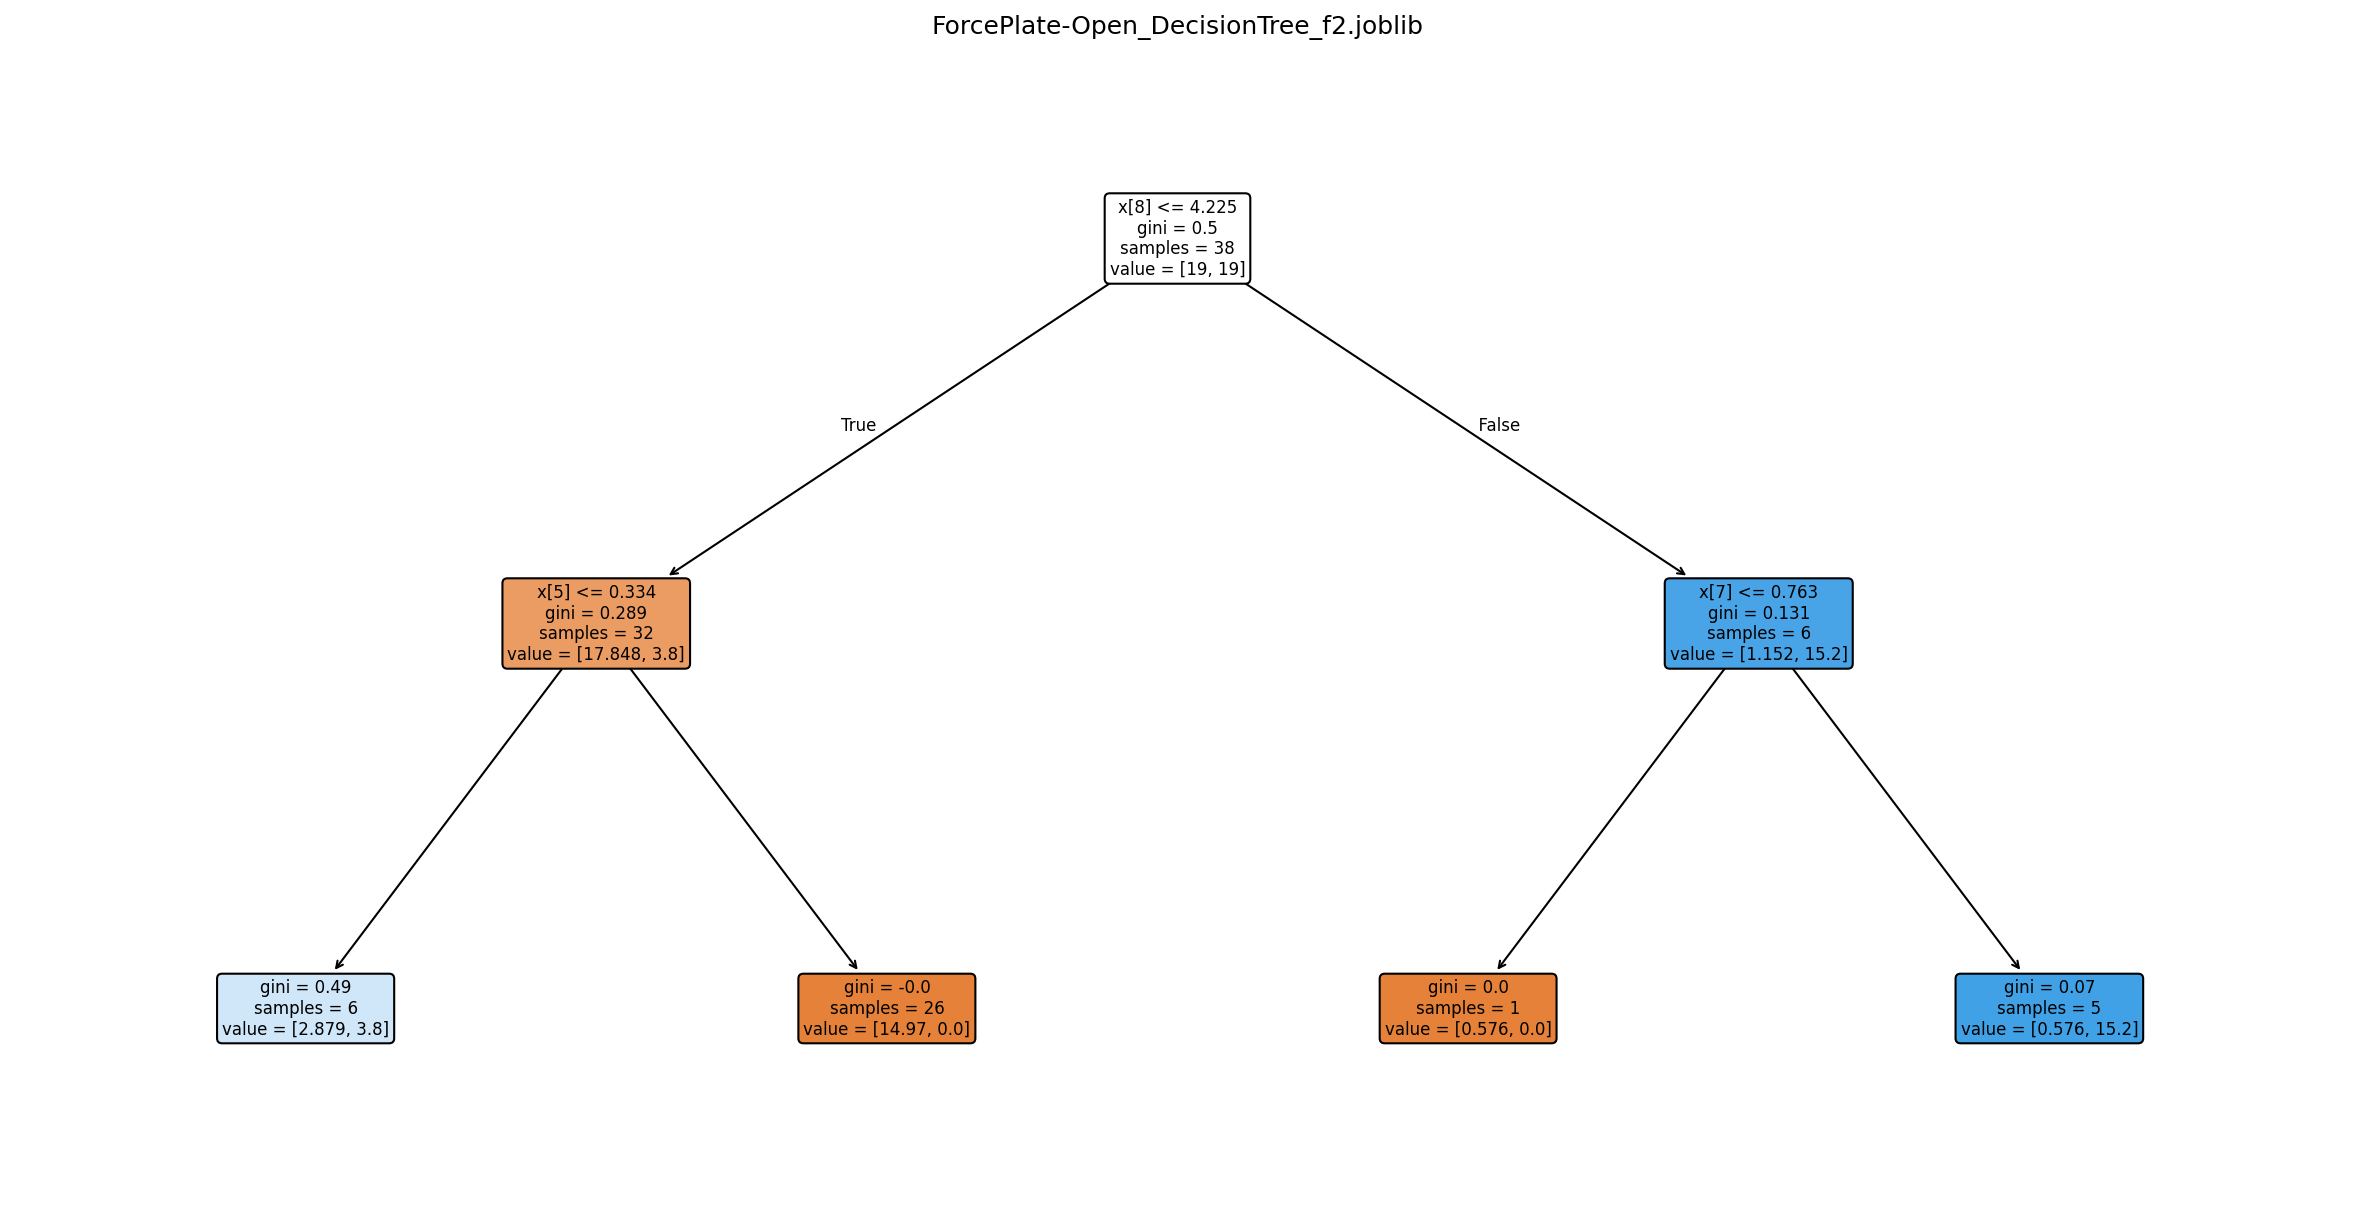 ForcePlate-Open_DecisionTree_f2.joblib
x[8] <= 4.225
gini = 0.5
samples = 38
value = [19, 19]
True
False
x[5] <= 0.334
gini = 0.289
samples = 32
value = [17.848, 3.8]
x[7] <= 0.763
gini = 0.131
samples = 6
value = [1.152, 15.2]
gini = 0.49
samples = 6
value = [2.879, 3.8]
gini = -0.0
samples = 26
value = [14.97, 0.0]
gini = 0.0
samples = 1
value = [0.576, 0.0]
gini = 0.07
samples = 5
value = [0.576, 15.2]